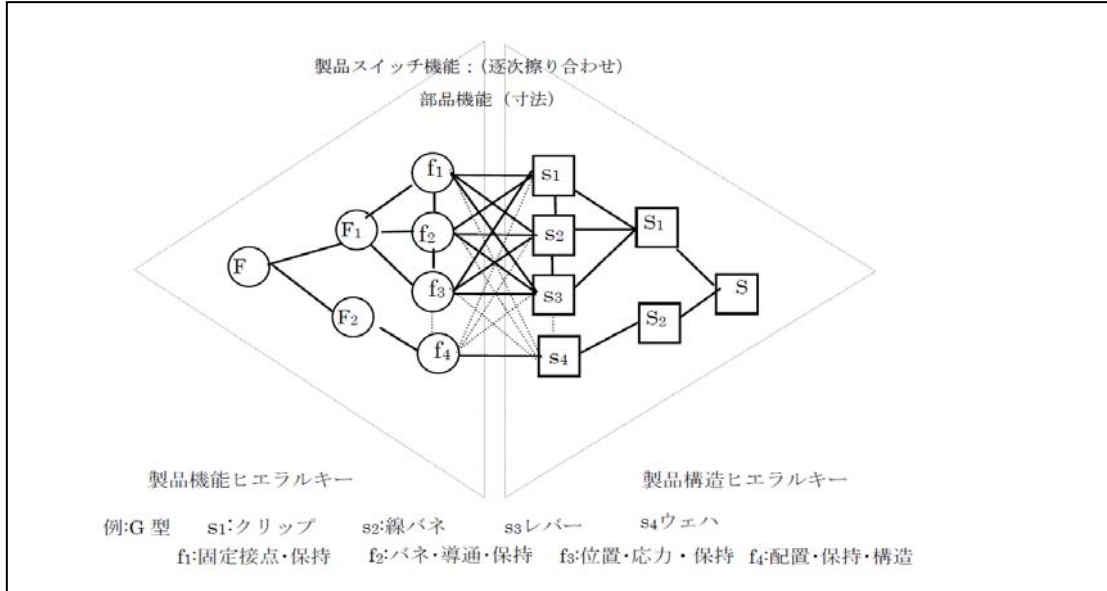 製品スイッチ機能:(逐次擦り合わせ)
部品機能(寸法)
f1 s1
F1 f2 s2 S1
F f3 s3 S
F2 f4 s4 S2
製品機能ヒエラルキー 製品構造ヒエラルキー
例:G 型 s1:クリップ s2:線バネ s3レバー s4ウェハ
f1:固定接点・保持 f2:バネ・導通・保持 f3:位置・応力・保持 f4:配置・保持・構造